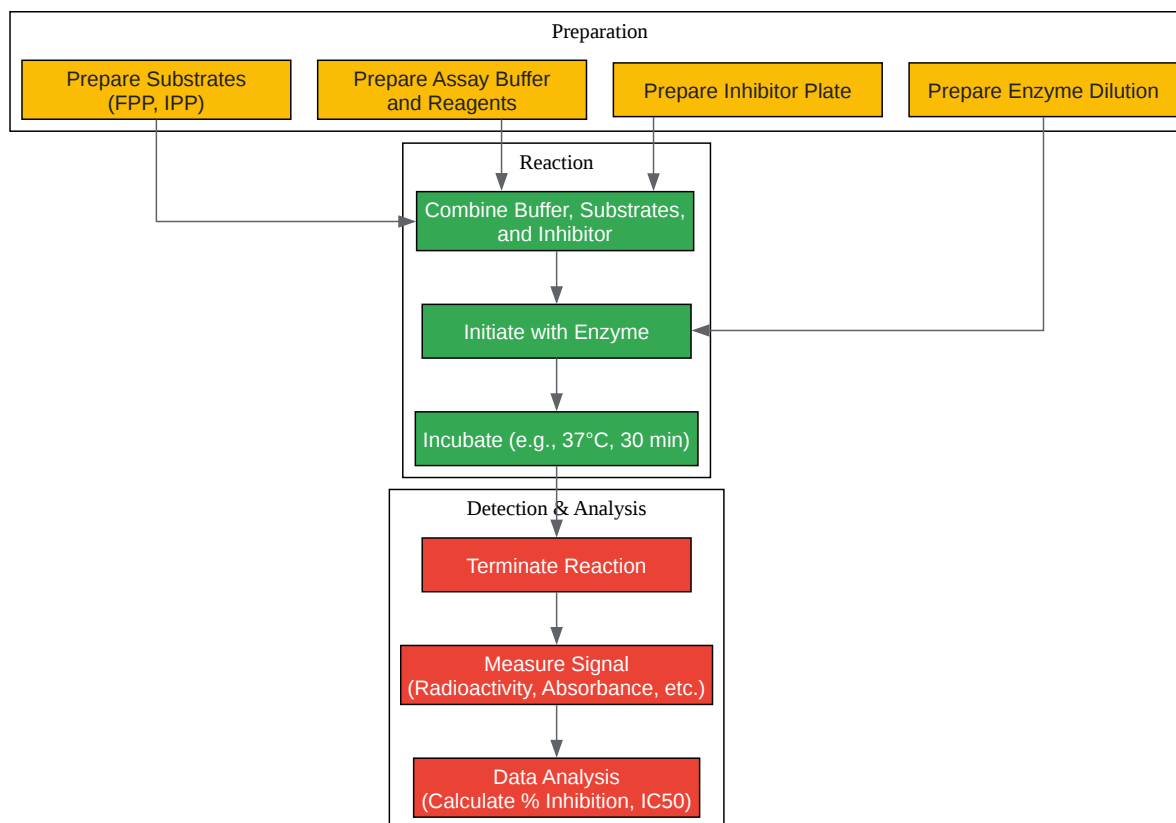 Preparation
Prepare Substrates
(FPP, IPP)
Prepare Assay Buffer
and Reagents
Prepare Inhibitor Plate
Prepare Enzyme Dilution
Reaction
Combine Buffer, Substrates,
and Inhibitor
Initiate with Enzyme
Incubate (e.g., 37°C, 30 min)
Detection & Analysis
Terminate Reaction
Measure Signal
(Radioactivity, Absorbance, etc.)
Data Analysis
(Calculate % Inhibition, IC50)